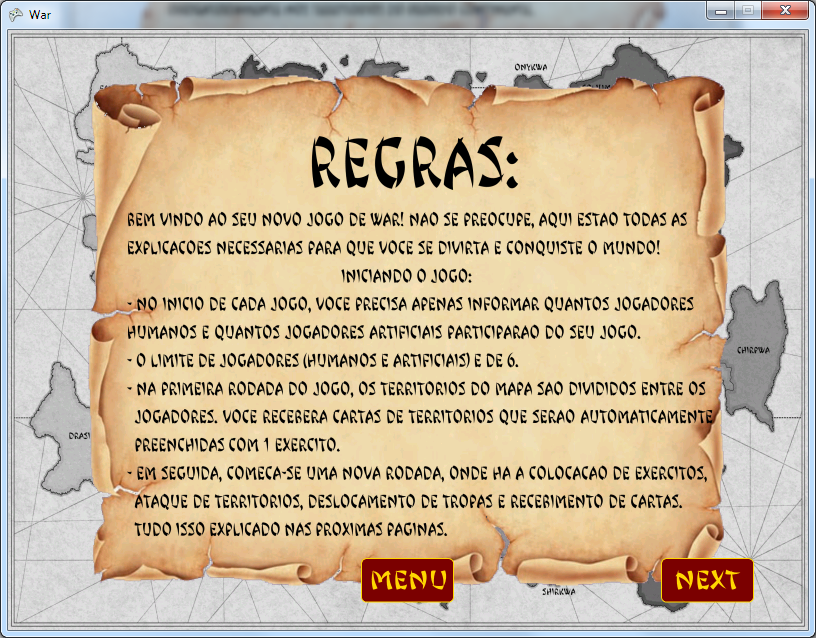 War
ONYKWA
REGRAS:
BEM VINDO AO SEU NOVO JOGO DE WAR! NAO SE PREOCUPE, AQUI ESTAO TODAS AS
EXPLICACOES NECESSARIAS PARA QUE VOCE SE DIVIRTA E CONQUISTE O MUNDO!
INICIANDO O JOGO:
- NO INICIO DE CADA JOGO, VOCE PRECISA APENAS INFORMAR QUANTOS JOGADORES
HUMANOS E QUANTOS JOGADORES ARTIFICIAIS PARTICIPARAO DO SEU JOGO.
- O LIMITE DE JOGADORES (HUMANOS E ARTIFICIAIS) E DE 6.
- NA PRIMEIRA RODADA DO JOGO, OS TERRITORIOS DO MAPA SAO DIVIDIDOS ENTRE OS
JOGADORES. VOCE RECEBERA CARTAS DE TERRITORIOS QUE SERAO AUTOMATICAMENTE
PREENCHIDAS COM 1 EXERCITO.
- EM SEGUIDA, COMECA-SE UMA NOVA RODADA, ONDE HA A COLOCACAO DE EXERCITOS,
ATAQUE DE TERRITORIOS, DESLOCAMENTO DE TROPAS E RECEBIMENTO DE CARTAS.
TUDO ISSO EXPLICADO NAS PROXIMAS PAGINAS.
CHIRPWA
DRASI
SHIRKWA
MENU
NEXT